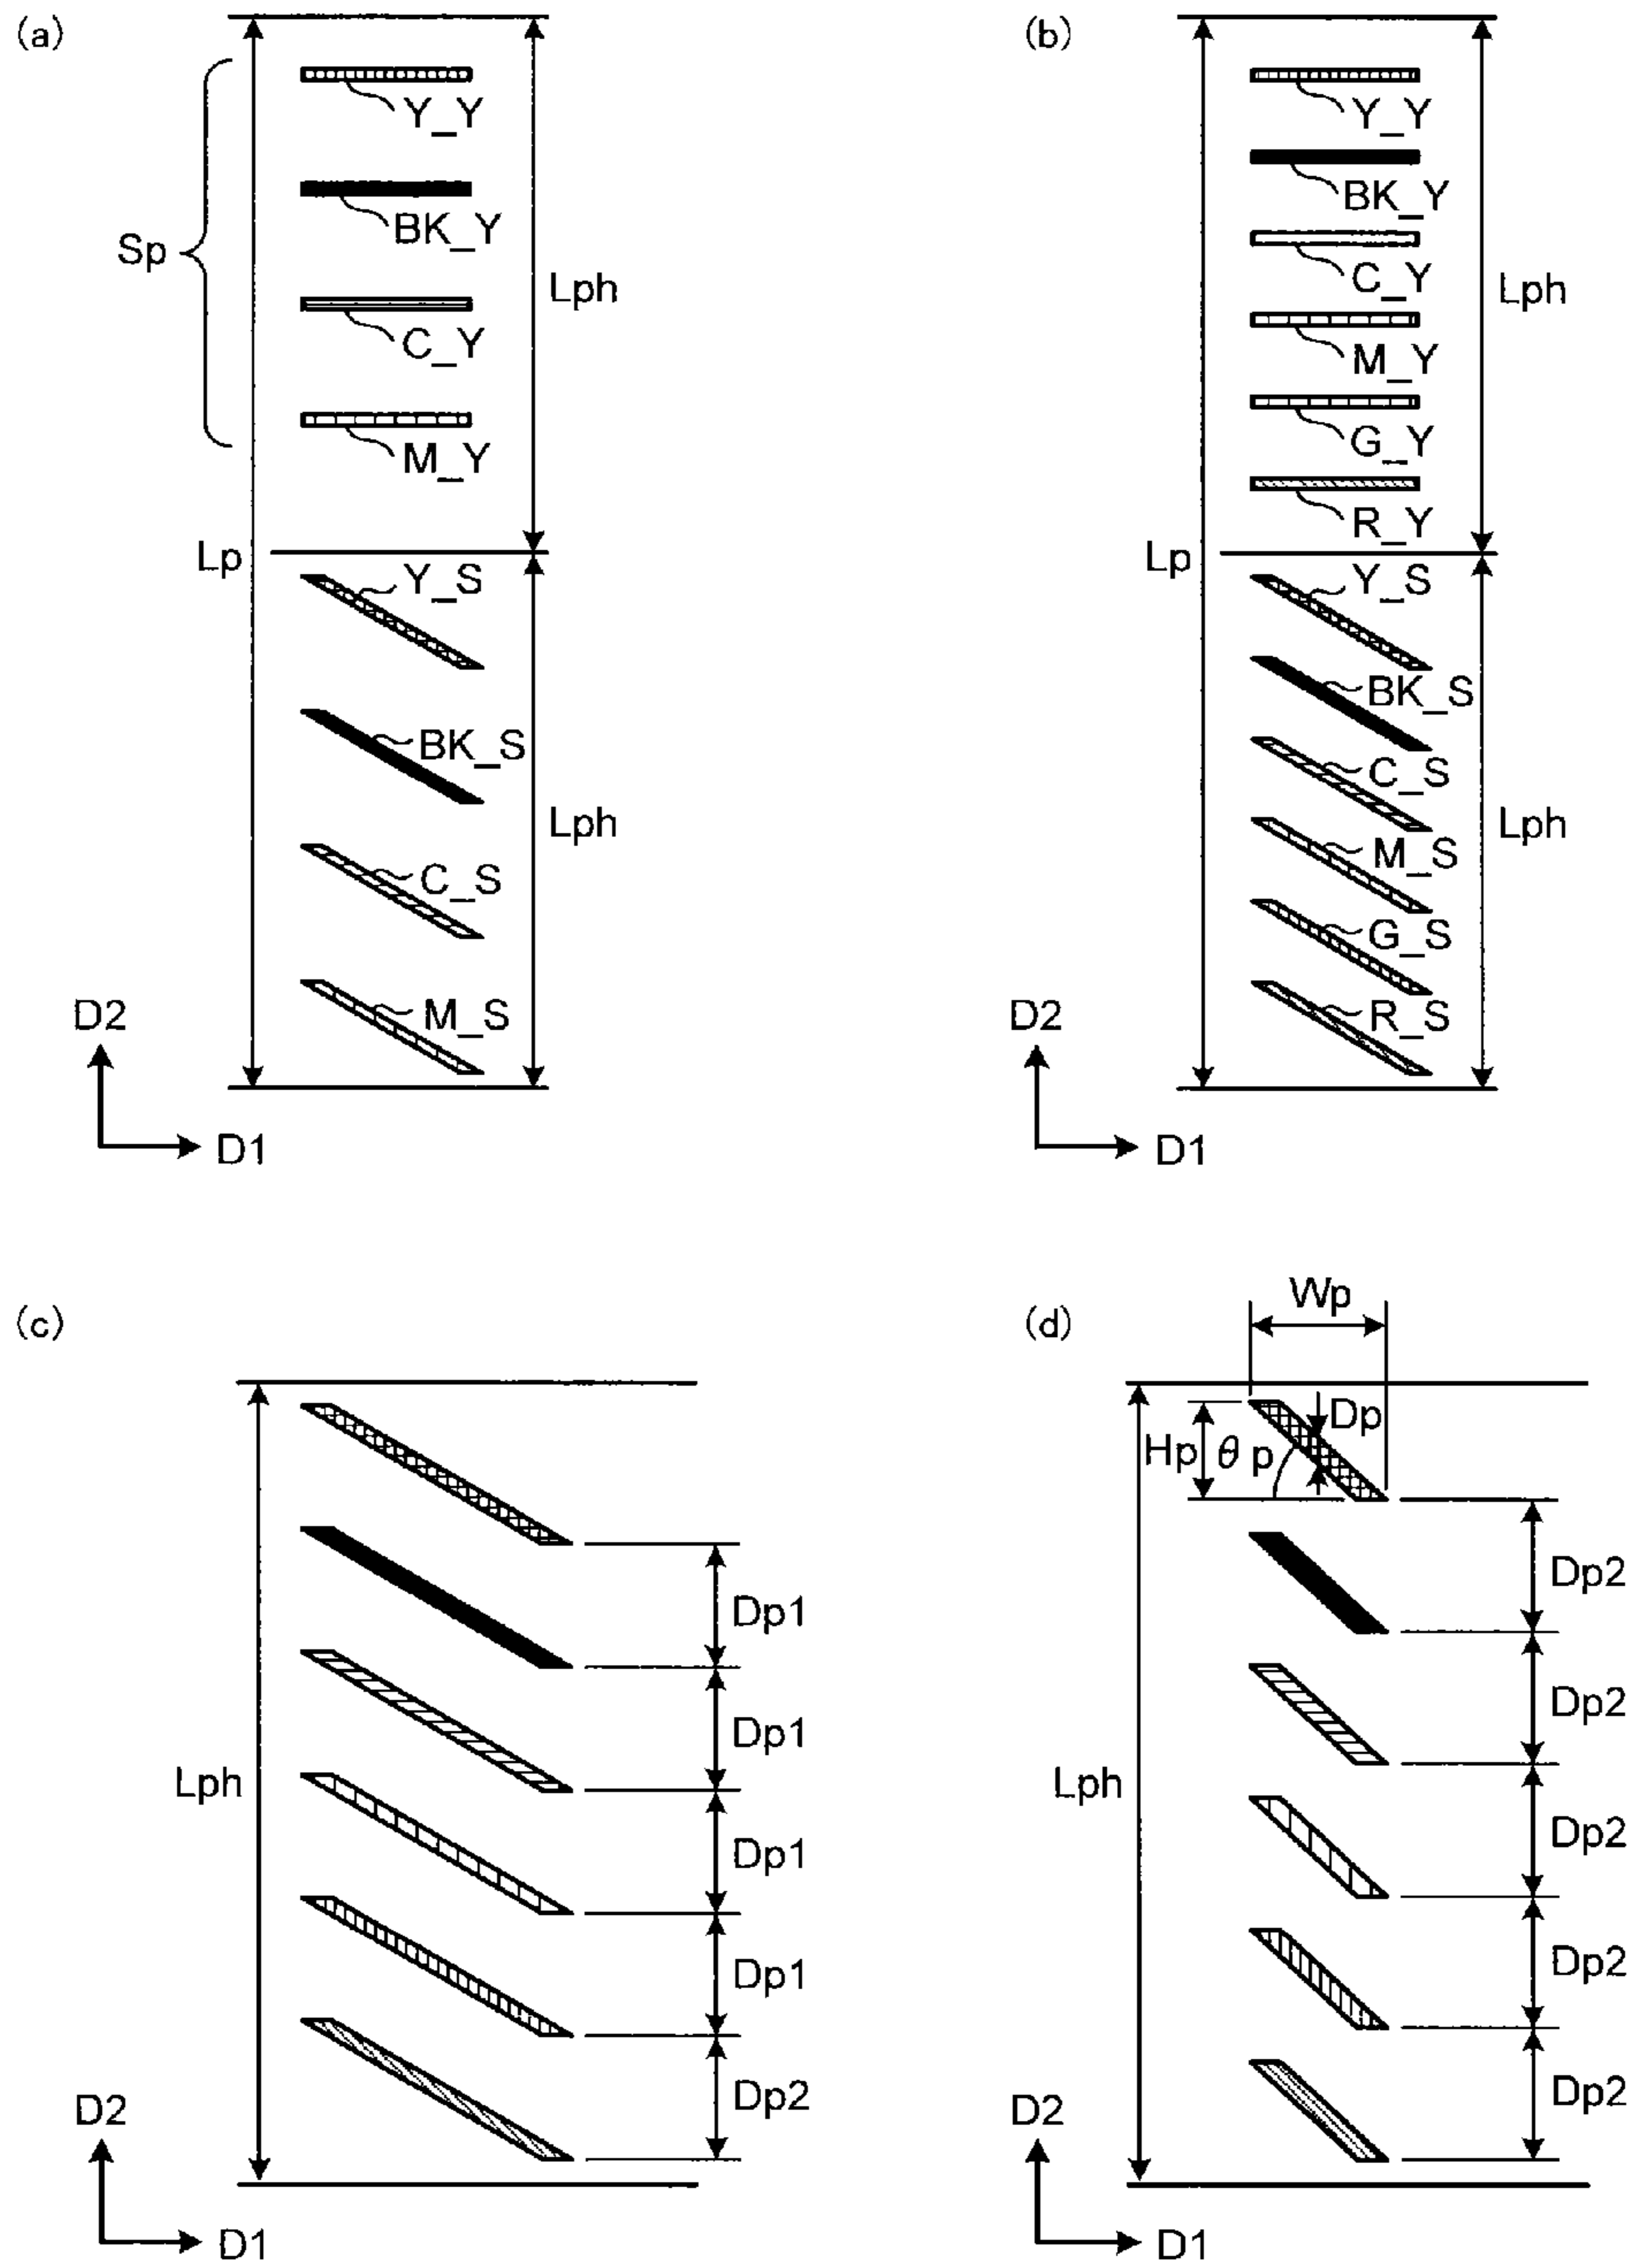 (a)
Y_Y
BK_Y
Sp
C_Y
Lph
M_Y
Lp
Y_S
BK_S
Lph
C_S
M_S
D2
D1
(b)
Y_Y
BK_Y
C_Y
Lph
M_Y
G_Y
R_Y
Lp
Y_S
BK_S
C_S
Lph
M_S
G_S
R_S
D2
D1
(c)
Dp1
Dp1
Lph
Dp1
Dp1
Dp2
D2
D1
(d)
Wp
Dp
Hp
θp
Dp2
Dp2
Lph
Dp2
Dp2
Dp2
D2
D1